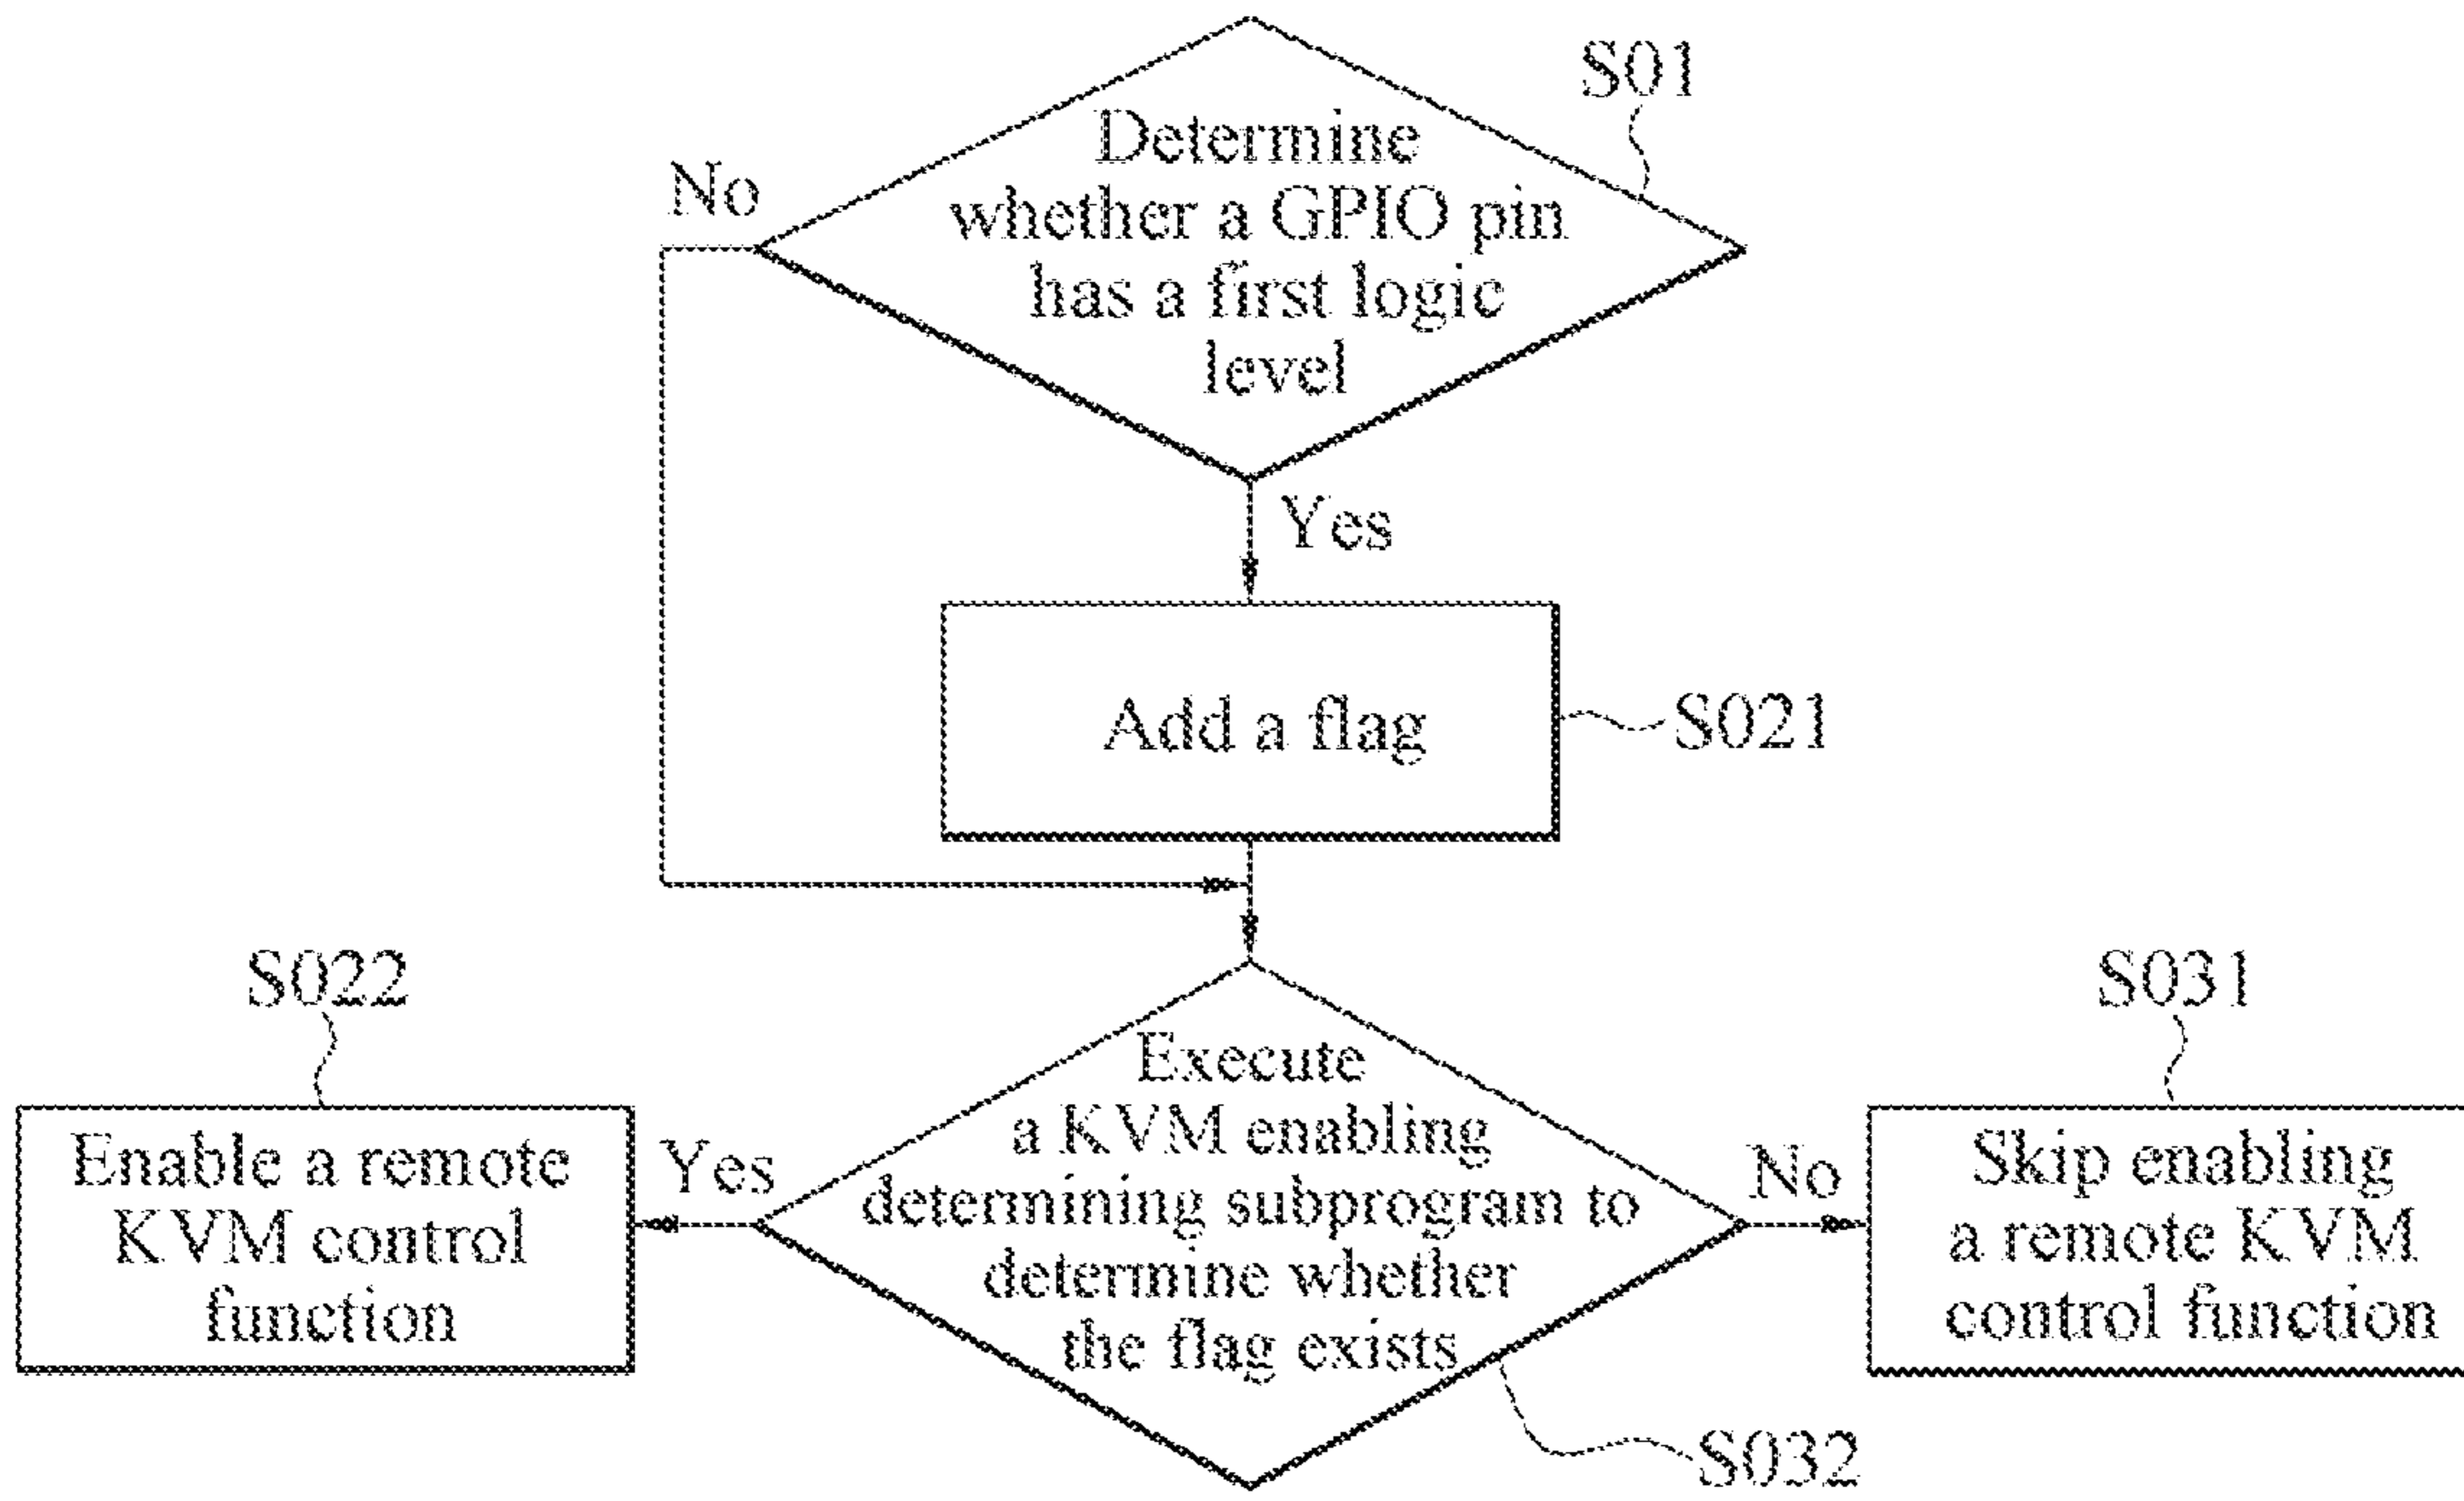 S01
Determine
whether a GPIO pin
has a first logic
level
No
Yes
Add a flag
S021
S022
Enable a remote
KVM control
function
Yes
Execute
a KVM enabling
determining subprogram to
determine whether
the flag exists
S032
No
S031
Skip enabling
a remote KVM
control function